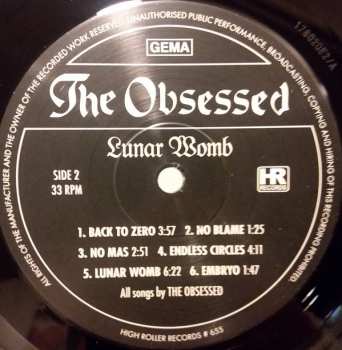 ALL RIGHTS OF THE MANUFACTURER AND THE OWNER OF THE RECORDED WORK RESERVED. UNAUTHORISED PUBLIC PERFORMANCE, BROADCASTING, COPYING AND HIRING OF THIS RECORDING PROHIBITED.
GEMA
The Obsessed
Lunar Womb
SIDE 2
33 RPM
HR
RECORDS
1. BACK TO ZERO 3:57 2. NO BLAME 1:25
3. NO MAS 2:51 4. ENDLESS CIRCLES 4:11
5. LUNAR WOMB 6:22 6. EMBRYO 1:47
All songs by THE OBSESSED
HIGH ROLLER RECORDS # 655